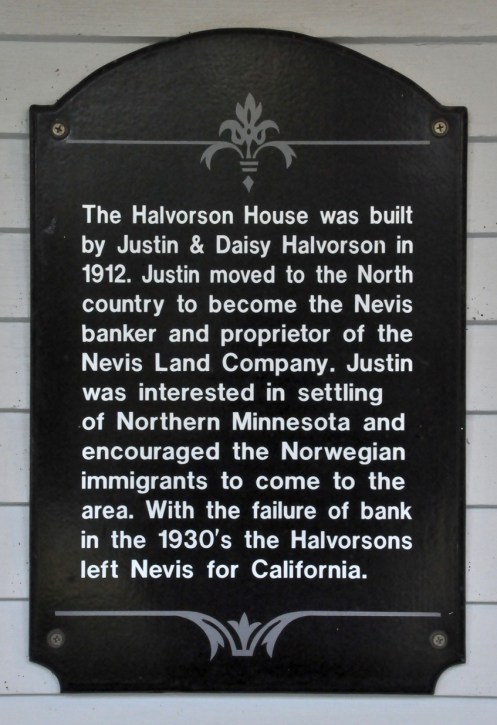 The Halvorson House was built
by Justin & Daisy Halvorson in
1912. Justin moved to the North
country to become the Nevis
banker and proprietor of the
Nevis Land Company. Justin
was interested in settling
of Northern Minnesota and
encouraged the Norwegian
immigrants to come to the
area. With the failure of bank
in the 1930's the Halvorsons
left Nevis for California.